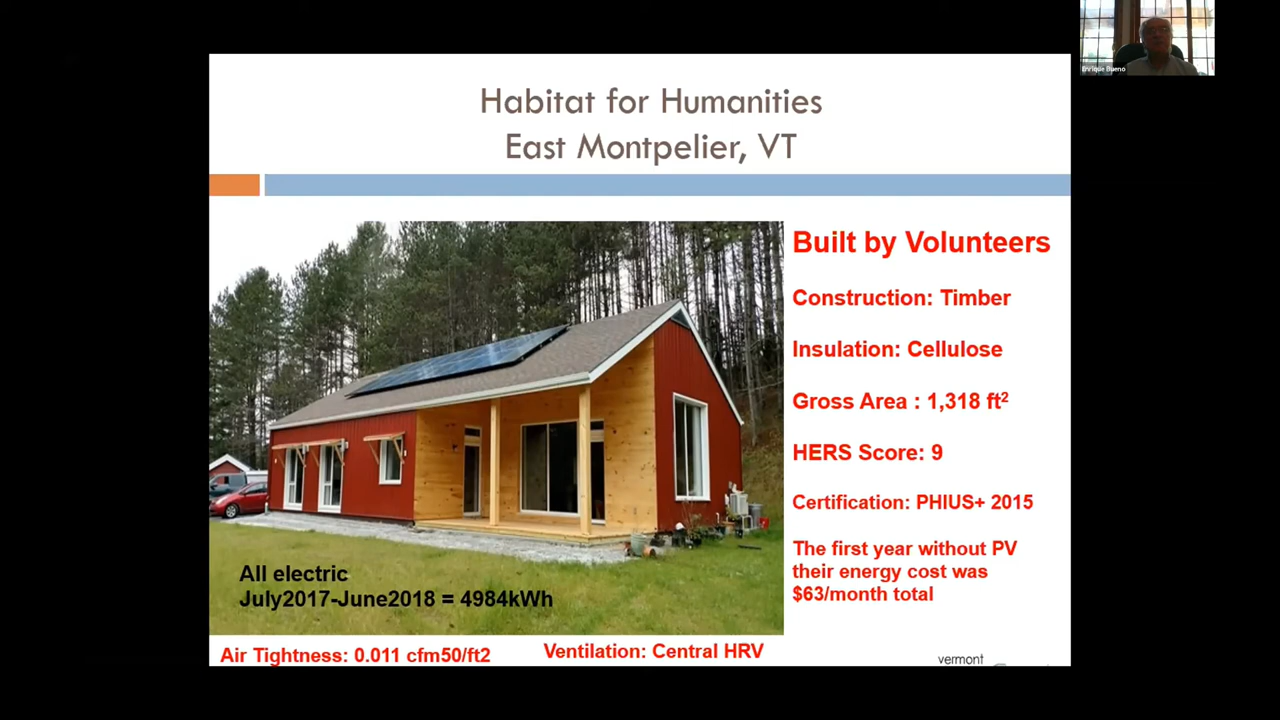 Enrique Bueno
Habitat for Humanities
East Montpelier, VT
Built by Volunteers
Construction: Timber
Insulation: Cellulose
Gross Area : 1,318 ft²
HERS Score: 9
Certification: PHIUS+ 2015
The first year without PV
their energy cost was
$63/month total
All electric
July2017-June2018 = 4984kWh
Air Tightness: 0.011 cfm50/ft2
Ventilation: Central HRV
vermont